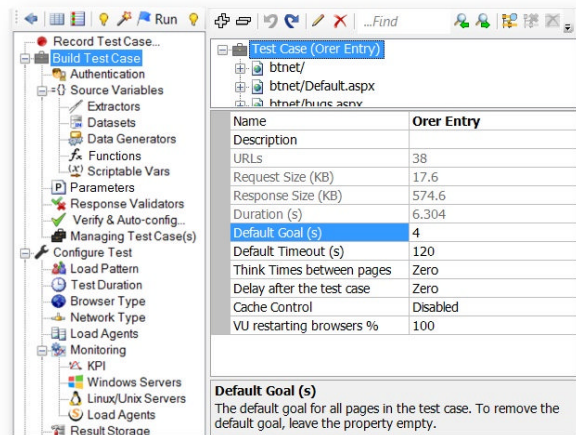 Run
Record Test Case...
Build Test Case
Authentication
={} Source Variables
Extractors
Datasets
Data Generators
fx Functions
(x) Scriptable Vars
P Parameters
Response Validators
Verify & Auto-config...
Managing Test Case(s)
Configure Test
Load Pattern
Test Duration
Browser Type
Network Type
Load Agents
Monitoring
KPI
Windows Servers
Linux/Unix Servers
Load Agents
Result Storage
...Find
Test Case (Orer Entry)
btnet/
btnet/Default.aspx
btnet/bugs.aspx
Name Orer Entry
Description
URLs 38
Request Size (KB) 17.6
Response Size (KB) 574.6
Duration (s) 6.304
Default Goal (s) 4
Default Timeout (s) 120
Think Times between pages Zero
Delay after the test case Zero
Cache Control Disabled
VU restarting browsers % 100
Default Goal (s)
The default goal for all pages in the test case. To remove the
default goal, leave the property empty.